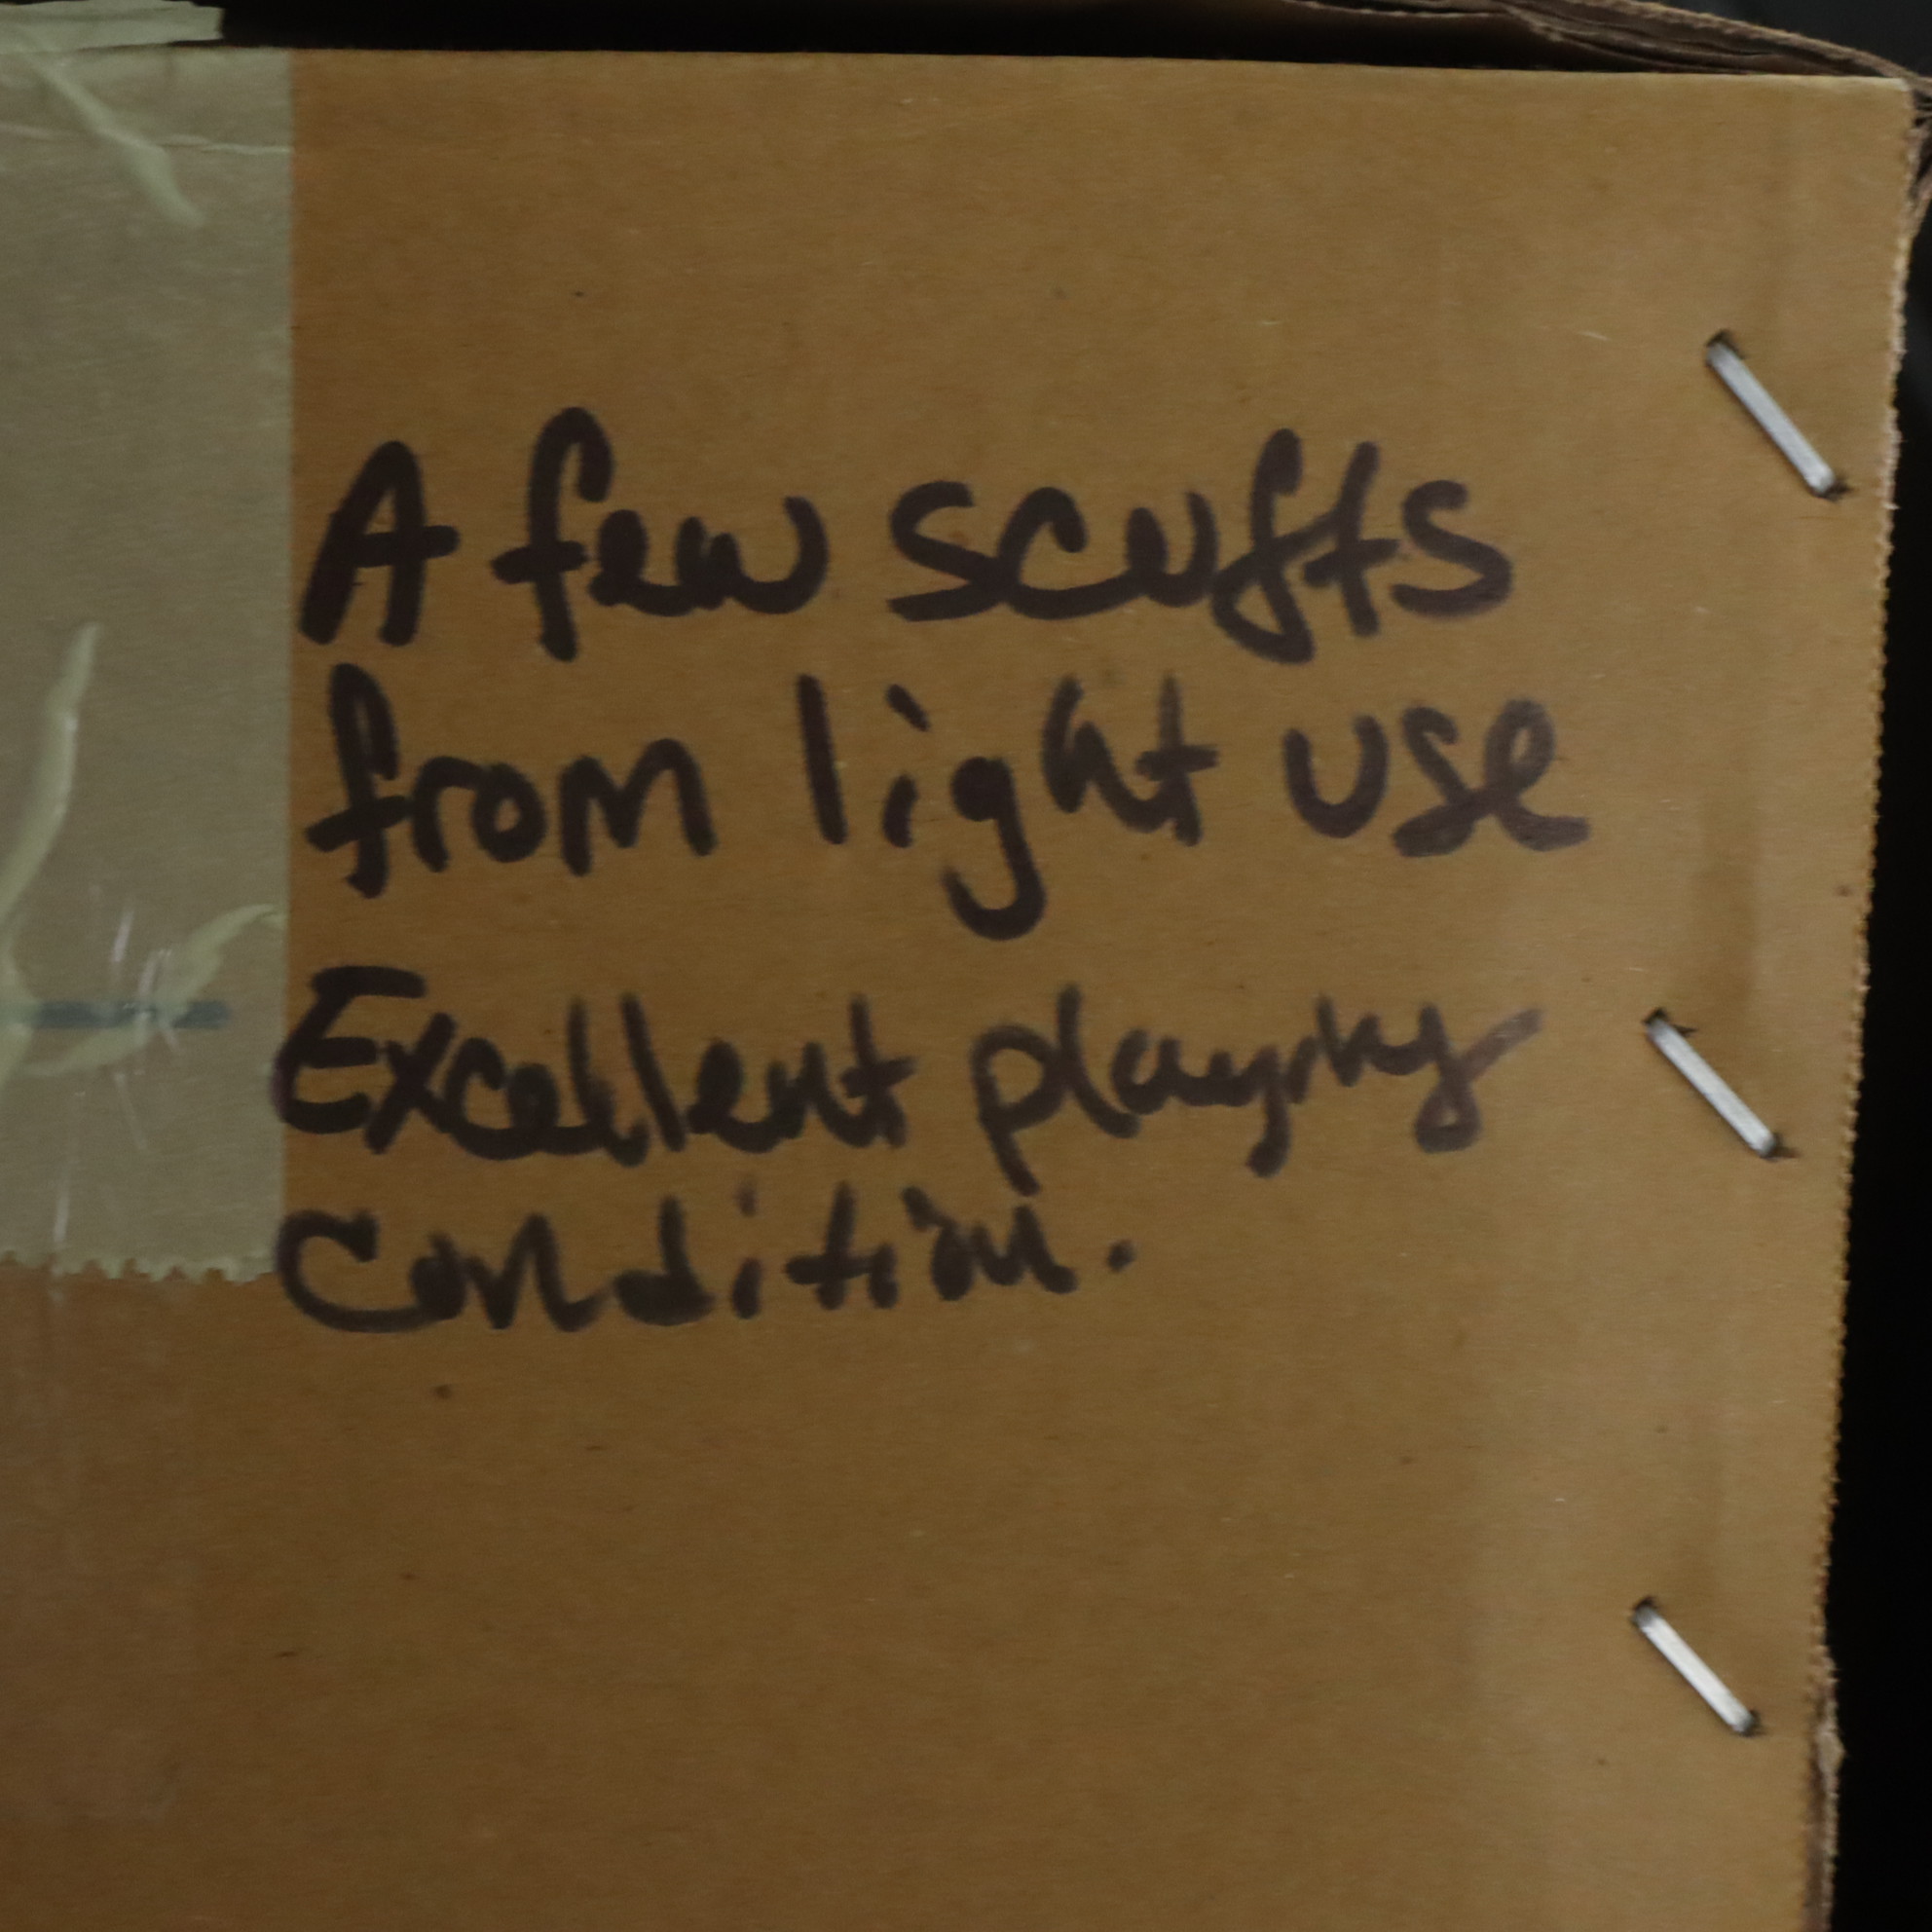 A few scuffs
from light use
Excellent playing
Condition.